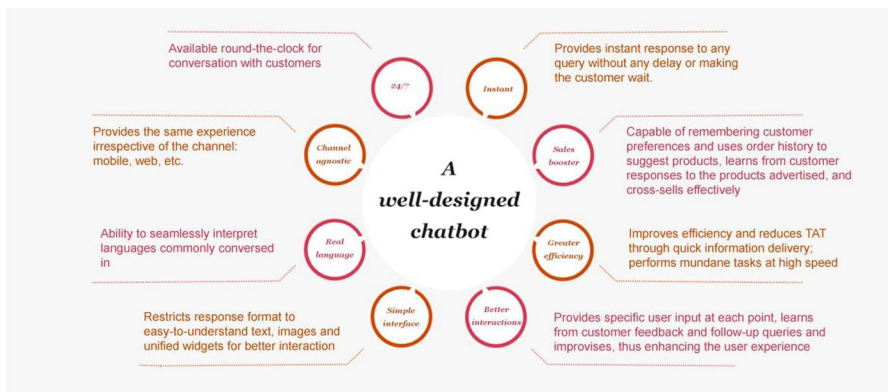 A
well-designed
chatbot
24/7
Available round-the-clock for
conversation with customers
Instant
Provides instant response to any
query without any delay or making
the customer wait.
Channel
agnostic
Provides the same experience
irrespective of the channel:
mobile, web, etc.
Sales
booster
Capable of remembering customer
preferences and uses order history to
suggest products, learns from customer
responses to the products advertised, and
cross-sells effectively
Real
language
Ability to seamlessly interpret
languages commonly conversed
in
Greater
efficiency
Improves efficiency and reduces TAT
through quick information delivery;
performs mundane tasks at high speed
Simple
interface
Restricts response format to
easy-to-understand text, images and
unified widgets for better interaction
Better
interactions
Provides specific user input at each point, learns
from customer feedback and follow-up queries and
improvises, thus enhancing the user experience